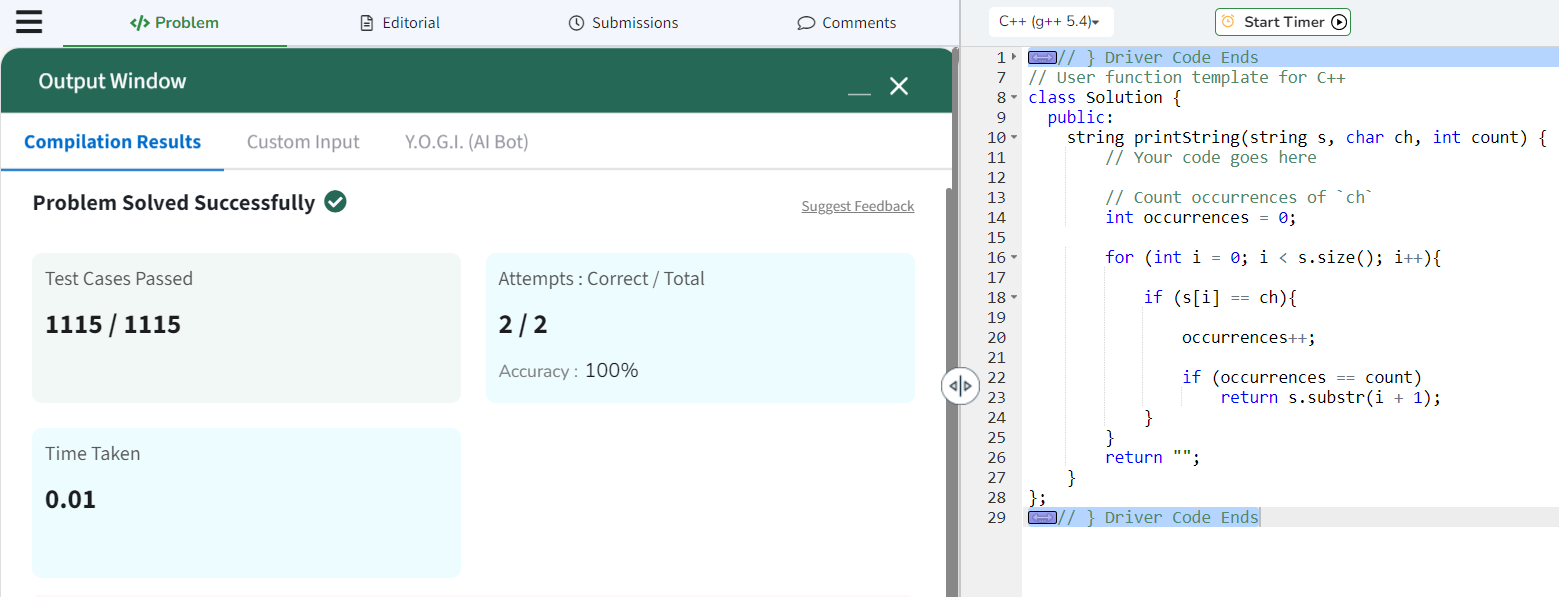 </> Problem
Editorial
Submissions
Comments
Output Window
Compilation Results
Custom Input
Y.O.G.I. (AI Bot)
Problem Solved Successfully
Suggest Feedback
Test Cases Passed
1115 / 1115
Attempts : Correct / Total
2 / 2
Accuracy : 100%
Time Taken
0.01
C++ (g++ 5.4)
Start Timer
1 // } Driver Code Ends
7 // User function template for C++
8 class Solution {
9 public:
10 string printString(string s, char ch, int count) {
11 // Your code goes here
12
13 // Count occurrences of `ch`
14 int occurrences = 0;
15
16 for (int i = 0; i < s.size(); i++){
17
18 if (s[i] == ch){
19
20 occurrences++;
21
22 if (occurrences == count)
23 return s.substr(i + 1);
24 }
25 }
26 return "";
27 }
28 };
29 // } Driver Code Ends